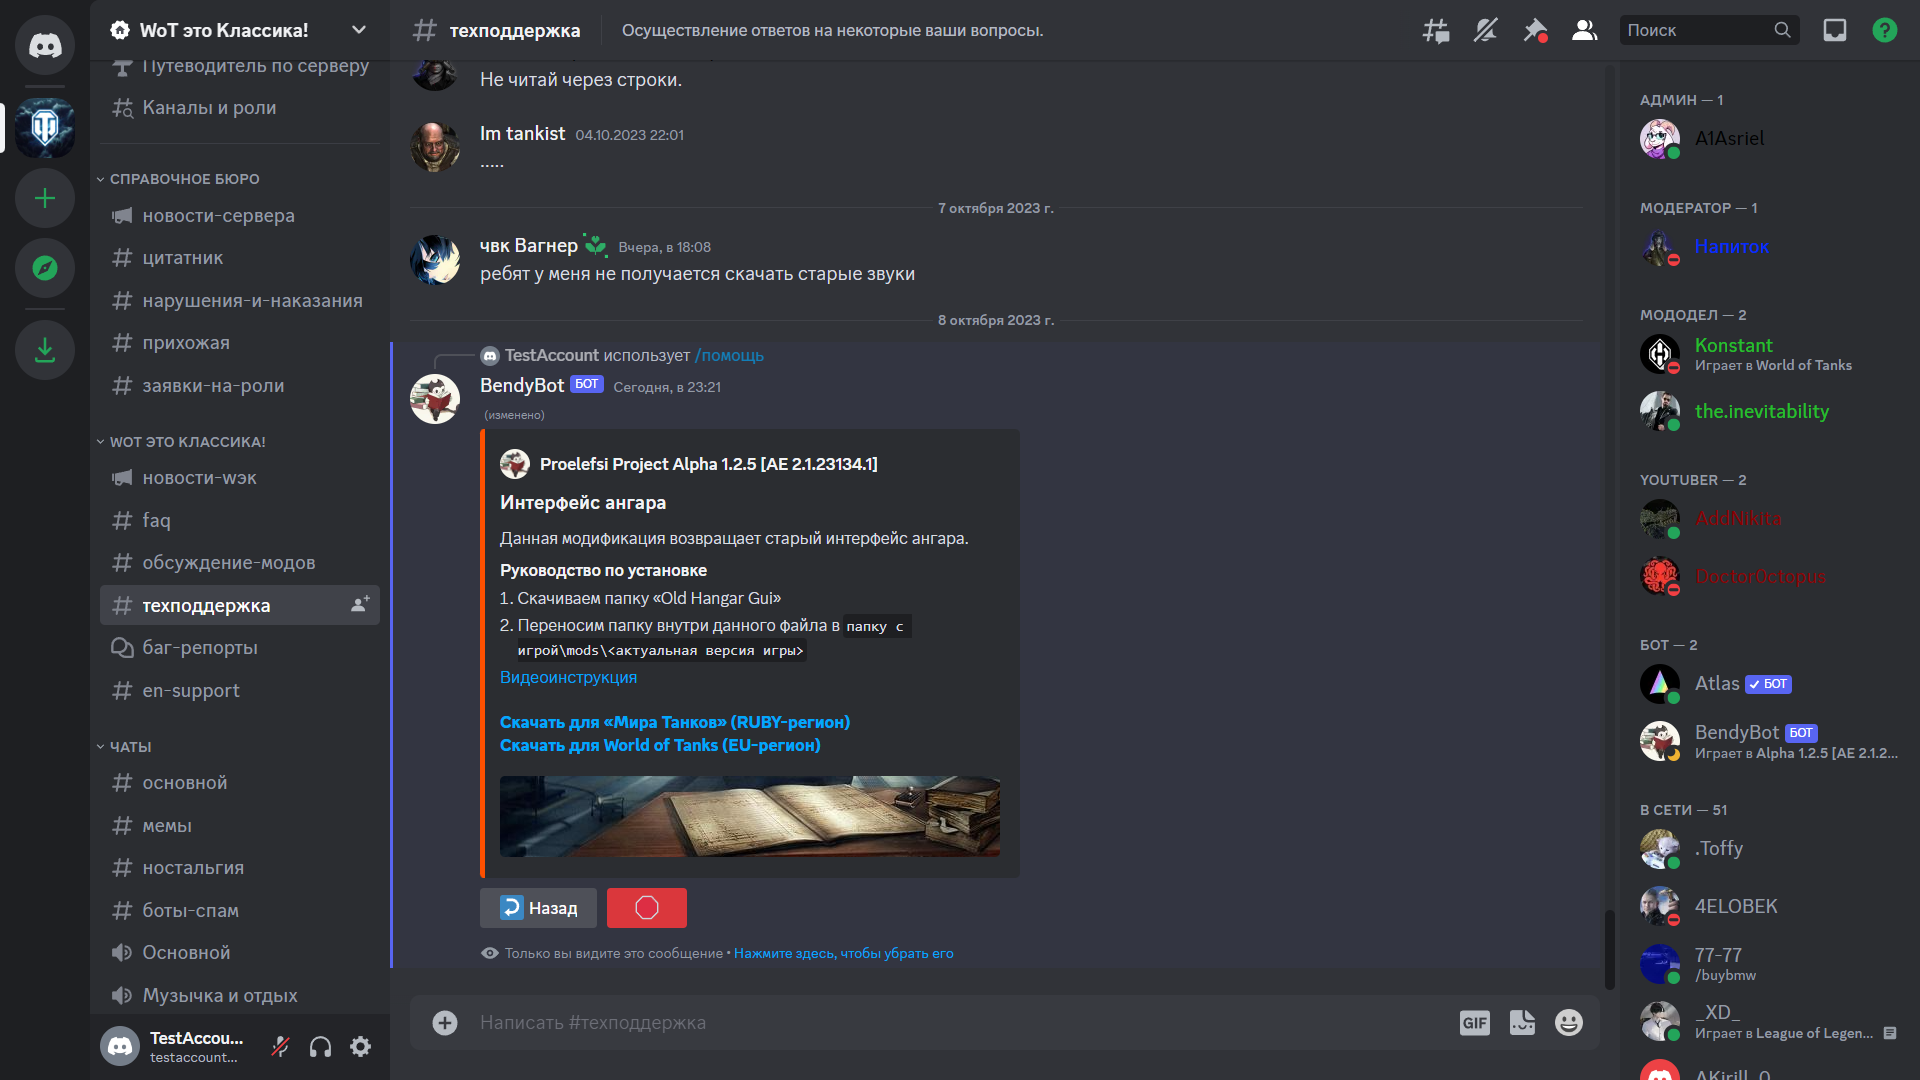 WoT это Классика!
Путеводитель по серверу
Каналы и роли
СПРАВОЧНОЕ БЮРО
новости-сервера
цитатник
нарушения-и-наказания
прихожая
заявки-на-роли
WOT ЭТО КЛАССИКА!
новости-wэк
faq
обсуждение-модов
техподдержка
баг-репорты
en-support
ЧАТЫ
основной
мемы
ностальгия
боты-спам
Основной
Музычка и отдых
TestAccou...
testaccount...
техподдержка
Осуществление ответов на некоторые ваши вопросы.
Поиск
Не читай через строки.
Im tankist 04.10.2023 22:01
.....
7 октября 2023 г.
чвк Вагнер Вчера, в 18:08
ребят у меня не получается скачать старые звуки
8 октября 2023 г.
TestAccount использует /помощь
BendyBot БОТ Сегодня, в 23:21
(изменено)
Proelefsi Project Alpha 1.2.5 [AE 2.1.23134.1]
Интерфейс ангара
Данная модификация возвращает старый интерфейс ангара.
Руководство по установке
1. Скачиваем папку «Old Hangar Gui»
2. Переносим папку внутри данного файла в папку с
игрой\mods\<актуальная версия игры>
Видеоинструкция
Скачать для «Мира Танков» (RUBY-регион)
Скачать для World of Tanks (EU-регион)
Назад
Только вы видите это сообщение • Нажмите здесь, чтобы убрать его
Написать #техподдержка
GIF
АДМИН — 1
A1Asriel
МОДЕРАТОР — 1
Напиток
МОДОДЕЛ — 2
Konstant
Играет в World of Tanks
the.inevitability
YOUTUBER — 2
AddNikita
DoctorOctopus
БОТ — 2
Atlas БОТ
BendyBot БОТ
Играет в Alpha 1.2.5 [AE 2.1.2...
В СЕТИ — 51
.Toffy
4ELOBEK
77-77
/buybmw
_XD_
Играет в League of Legen...
AKirill_0